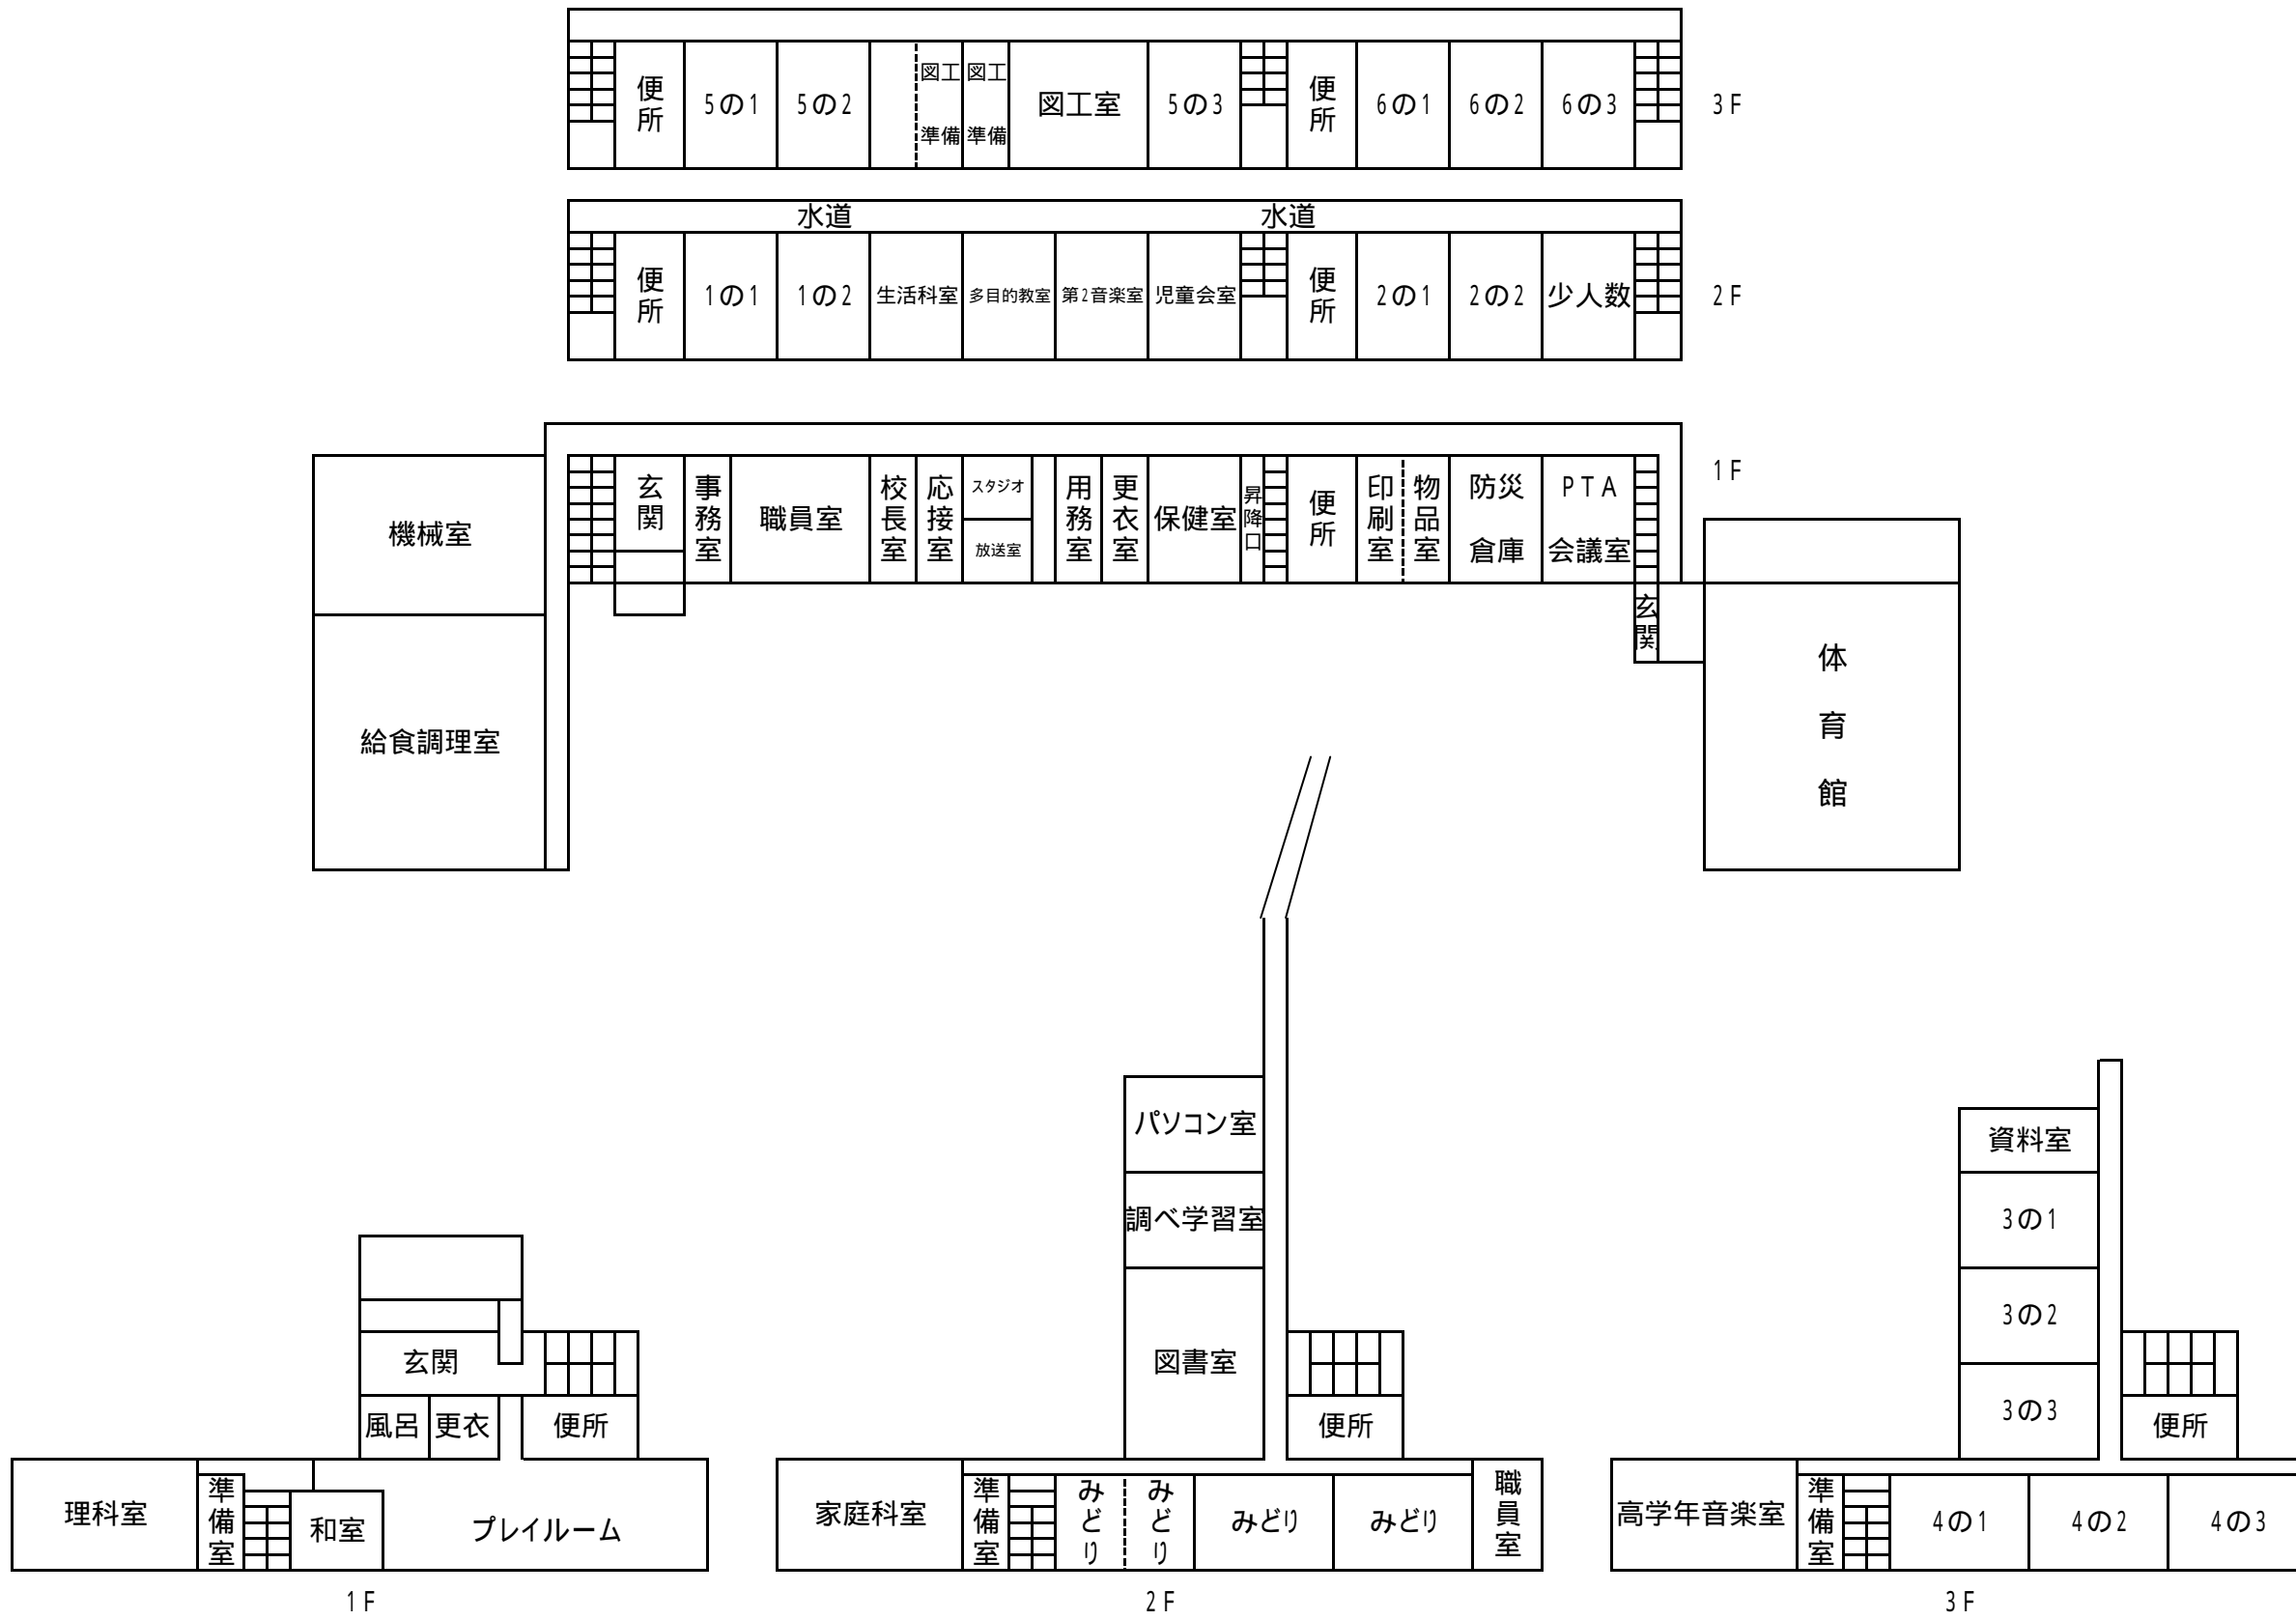 便所
5の1
5の2
図工準備
図工準備
図工室
5の3
便所
6の1
6の2
6の3
3F
水道
水道
便所
1の1
1の2
生活科室
多目的教室
第2音楽室
児童会室
便所
2の1
2の2
少人数
2F
機械室
給食調理室
玄関
事務室
職員室
校長室
応接室
スタジオ
放送室
用務室
更衣室
保健室
昇降口
便所
印刷室
物品室
防災倉庫
PTA会議室
1F
玄関
体育館
玄関
風呂
更衣
便所
理科室
準備室
和室
プレイルーム
1F
パソコン室
調べ学習室
図書室
便所
家庭科室
準備室
みどり
みどり
みどり
みどり
職員室
2F
資料室
3の1
3の2
3の3
便所
高学年音楽室
準備室
4の1
4の2
4の3
3F